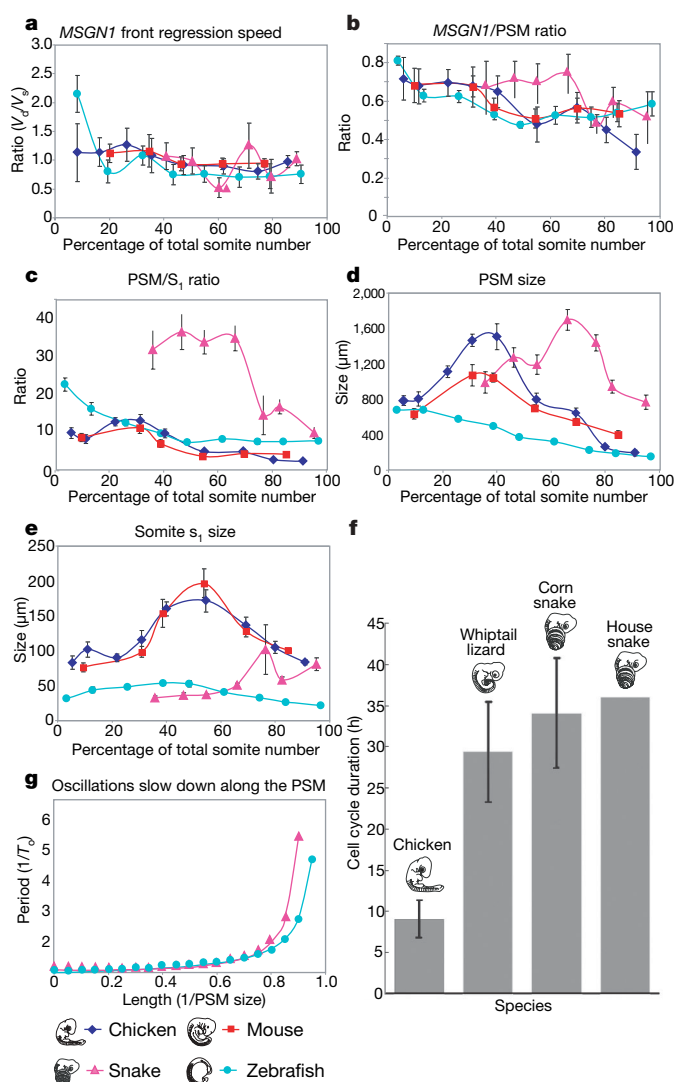 a MSGN1 front regression speed
3.0
2.5
2.0
1.5
1.0
0.5
0
Ratio (Vd/Vs)
0 20 40 60 80 100
Percentage of total somite number
b MSGN1/PSM ratio
0.8
0.6
0.4
0.2
0
Ratio
0 20 40 60 80 100
Percentage of total somite number
c PSM/S1 ratio
40
30
20
10
0
Ratio
0 20 40 60 80 100
Percentage of total somite number
d PSM size
2,000
1,600
1,200
800
400
0
Size (µm)
0 20 40 60 80 100
Percentage of total somite number
e Somite s1 size
250
200
150
100
50
0
Size (µm)
0 20 40 60 80 100
Percentage of total somite number
f
45
40
35
30
25
20
15
10
5
0
Cell cycle duration (h)
Chicken
Whiptail
lizard
Corn
snake
House
snake
Species
g Oscillations slow down along the PSM
6
5
4
2
Period (1/Tc)
0 0.2 0.4 0.6 0.8 1.0
Length (1/PSM size)
Chicken Mouse
Snake Zebrafish